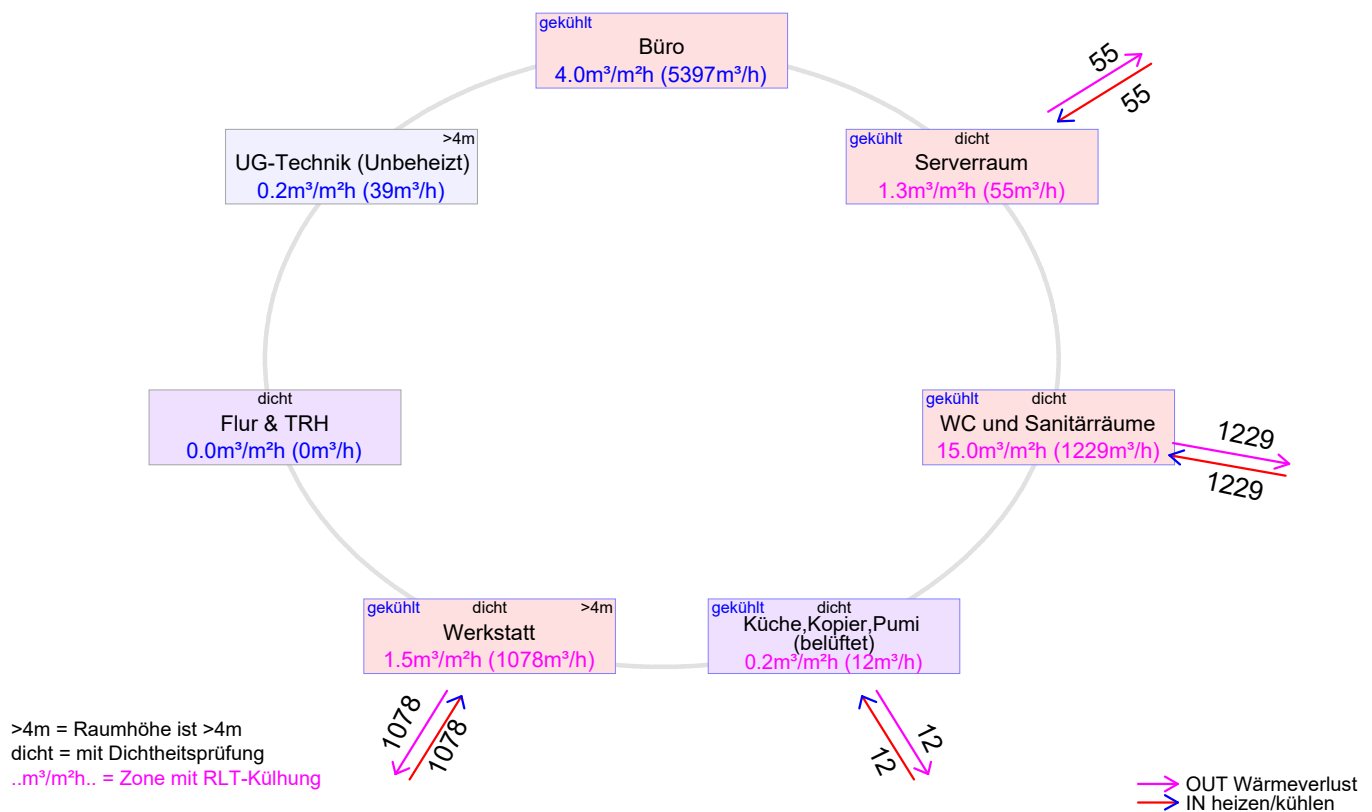 gekühlt
Büro
4.0m³/m²h (5397m³/h)
55
55
gekühlt dicht
Serverraum
1.3m³/m²h (55m³/h)
>4m
UG-Technik (Unbeheizt)
0.2m³/m²h (39m³/h)
dicht
Flur & TRH
0.0m³/m²h (0m³/h)
gekühlt dicht
WC und Sanitärräume
15.0m³/m²h (1229m³/h)
1229
1229
gekühlt dicht >4m
Werkstatt
1.5m³/m²h (1078m³/h)
1078
1078
gekühlt dicht
Küche,Kopier,Pumi
(belüftet)
0.2m³/m²h (12m³/h)
12
12
>4m = Raumhöhe ist >4m
dicht = mit Dichtheitsprüfung
..m³/m²h.. = Zone mit RLT-Külhung
OUT Wärmeverlust
IN heizen/kühlen